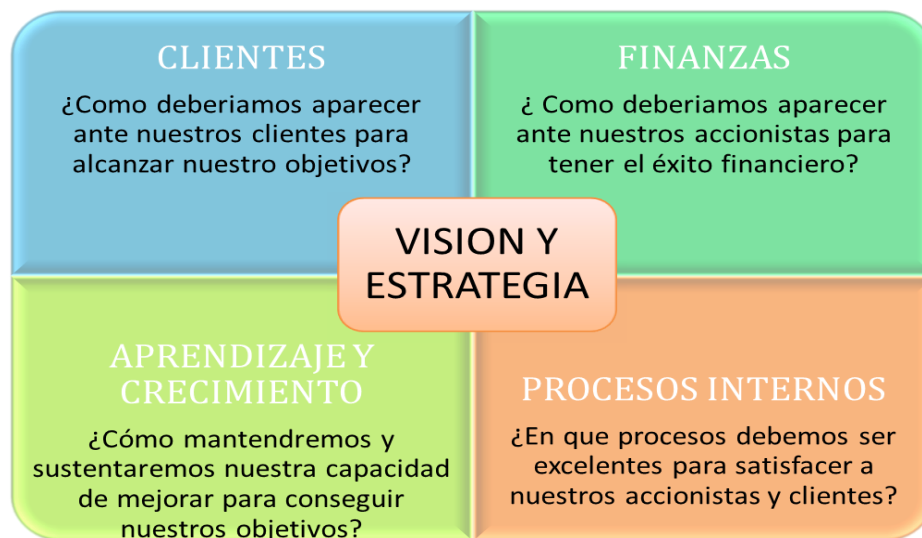 CLIENTES
¿Como deberiamos aparecer
ante nuestros clientes para
alcanzar nuestro objetivos?
FINANZAS
¿ Como deberiamos aparecer
ante nuestros accionistas para
tener el éxito financiero?
VISION Y
ESTRATEGIA
APRENDIZAJE Y
CRECIMIENTO
¿Cómo mantendremos y
sustentaremos nuestra capacidad
de mejorar para conseguir
nuestros objetivos?
PROCESOS INTERNOS
¿En que procesos debemos ser
excelentes para satisfacer a
nuestros accionistas y clientes?